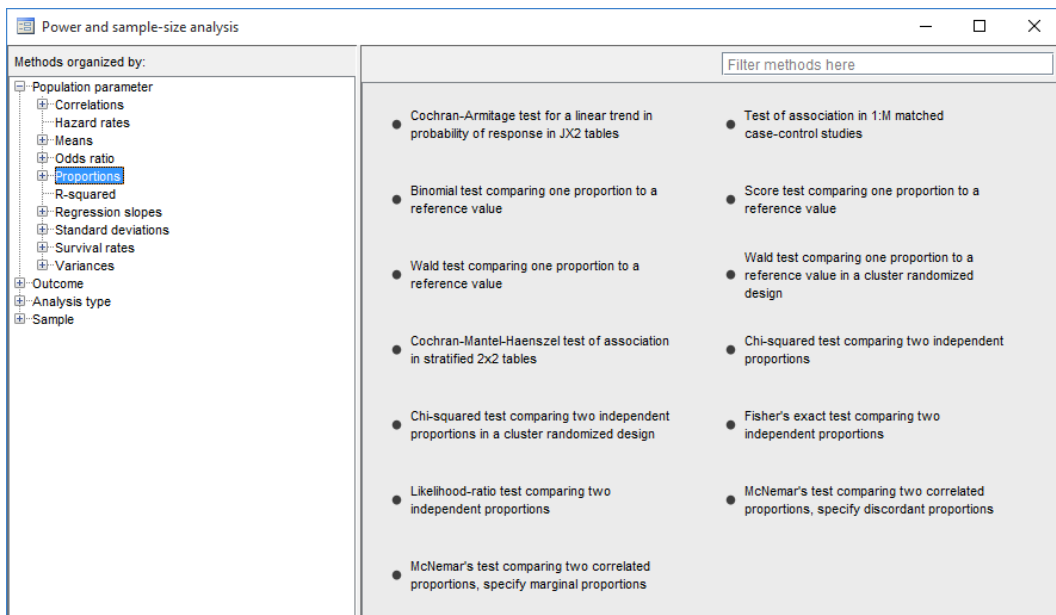 Power and sample-size analysis
Methods organized by:
Filter methods here
Population parameter
Correlations
Hazard rates
Means
Odds ratio
Proportions
R-squared
Regression slopes
Standard deviations
Survival rates
Variances
Outcome
Analysis type
Sample
Cochran-Armitage test for a linear trend in
probability of response in JX2 tables
Test of association in 1:M matched
case-control studies
Binomial test comparing one proportion to a
reference value
Score test comparing one proportion to a
reference value
Wald test comparing one proportion to a
reference value
Wald test comparing one proportion to a
reference value in a cluster randomized
design
Cochran-Mantel-Haenszel test of association
in stratified 2x2 tables
Chi-squared test comparing two independent
proportions
Chi-squared test comparing two independent
proportions in a cluster randomized design
Fisher's exact test comparing two
independent proportions
Likelihood-ratio test comparing two
independent proportions
McNemar's test comparing two correlated
proportions, specify discordant proportions
McNemar's test comparing two correlated
proportions, specify marginal proportions